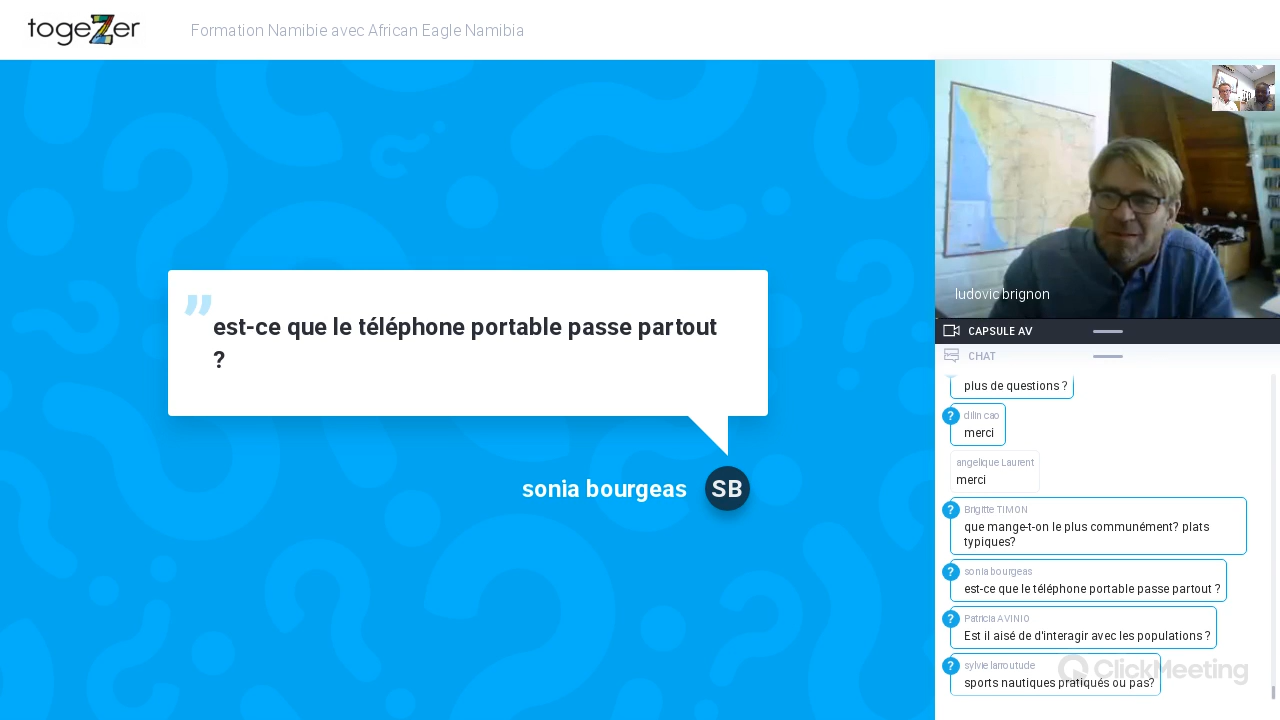 togeZer
Formation Namibie avec African Eagle Namibia
est-ce que le téléphone portable passe partout
?
sonia bourgeas
SB
ludovic brignon
CAPSULE AV
CHAT
plus de questions ?
?
dilin cao
merci
angelique Laurent
merci
?
Brigitte TIMON
que mange-t-on le plus communément? plats
typiques?
?
sonia bourgeas
est-ce que le téléphone portable passe partout ?
?
Patricia AVINIO
Est il aisé de d'interagir avec les populations ?
?
sylvie larroutude
sports nautiques pratiqués ou pas?
ClickMeeting